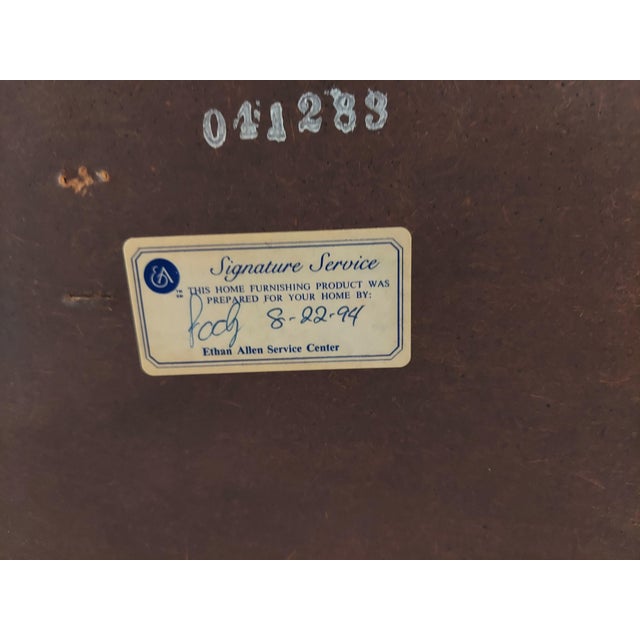 041283
EA
Signature Service
THIS HOME FURNISHING PRODUCT WAS
PREPARED FOR YOUR HOME BY:
8-22-94
Ethan Allen Service Center